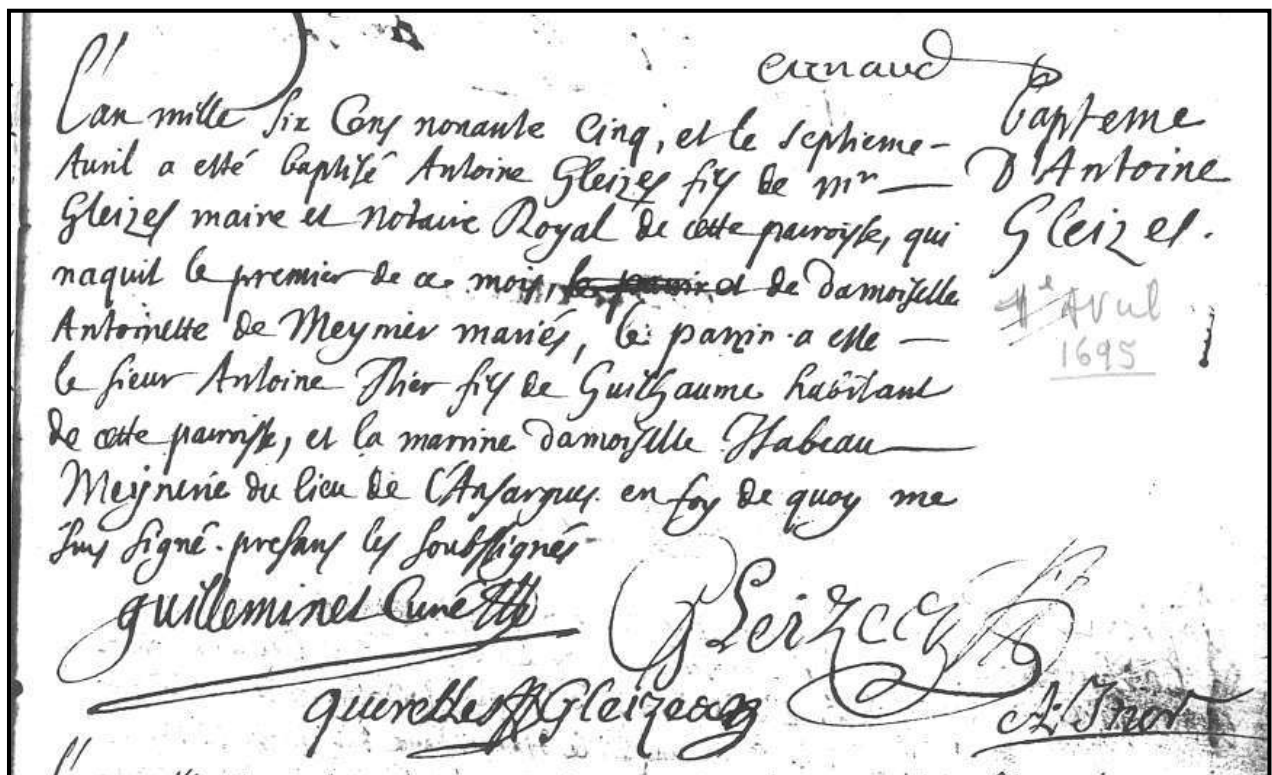 arnaud
L'an mille six Cens nonante Cinq, et le septieme
Avril a esté baptisé Antoine Gleizes fils de mr
Gleizes maire et Notaire Royal de cette parroisse, qui
naquit le premier de ce mois, et de damoiselle
Antoinette de Meynier mariés, le parrin a esté
le sieur Antoine fils de Guilhaume habitant
de cette parroisse, et la marrine damoiselle Isabeau
Meynerie du lieu de L'Ansargues. en foy de quoy me
suis signé. presans les soubssignés
Bapteme
D'Antoine
Gleizes.
Avril
1695
guilleminet Curé
Gleizes
querelles Gleizes